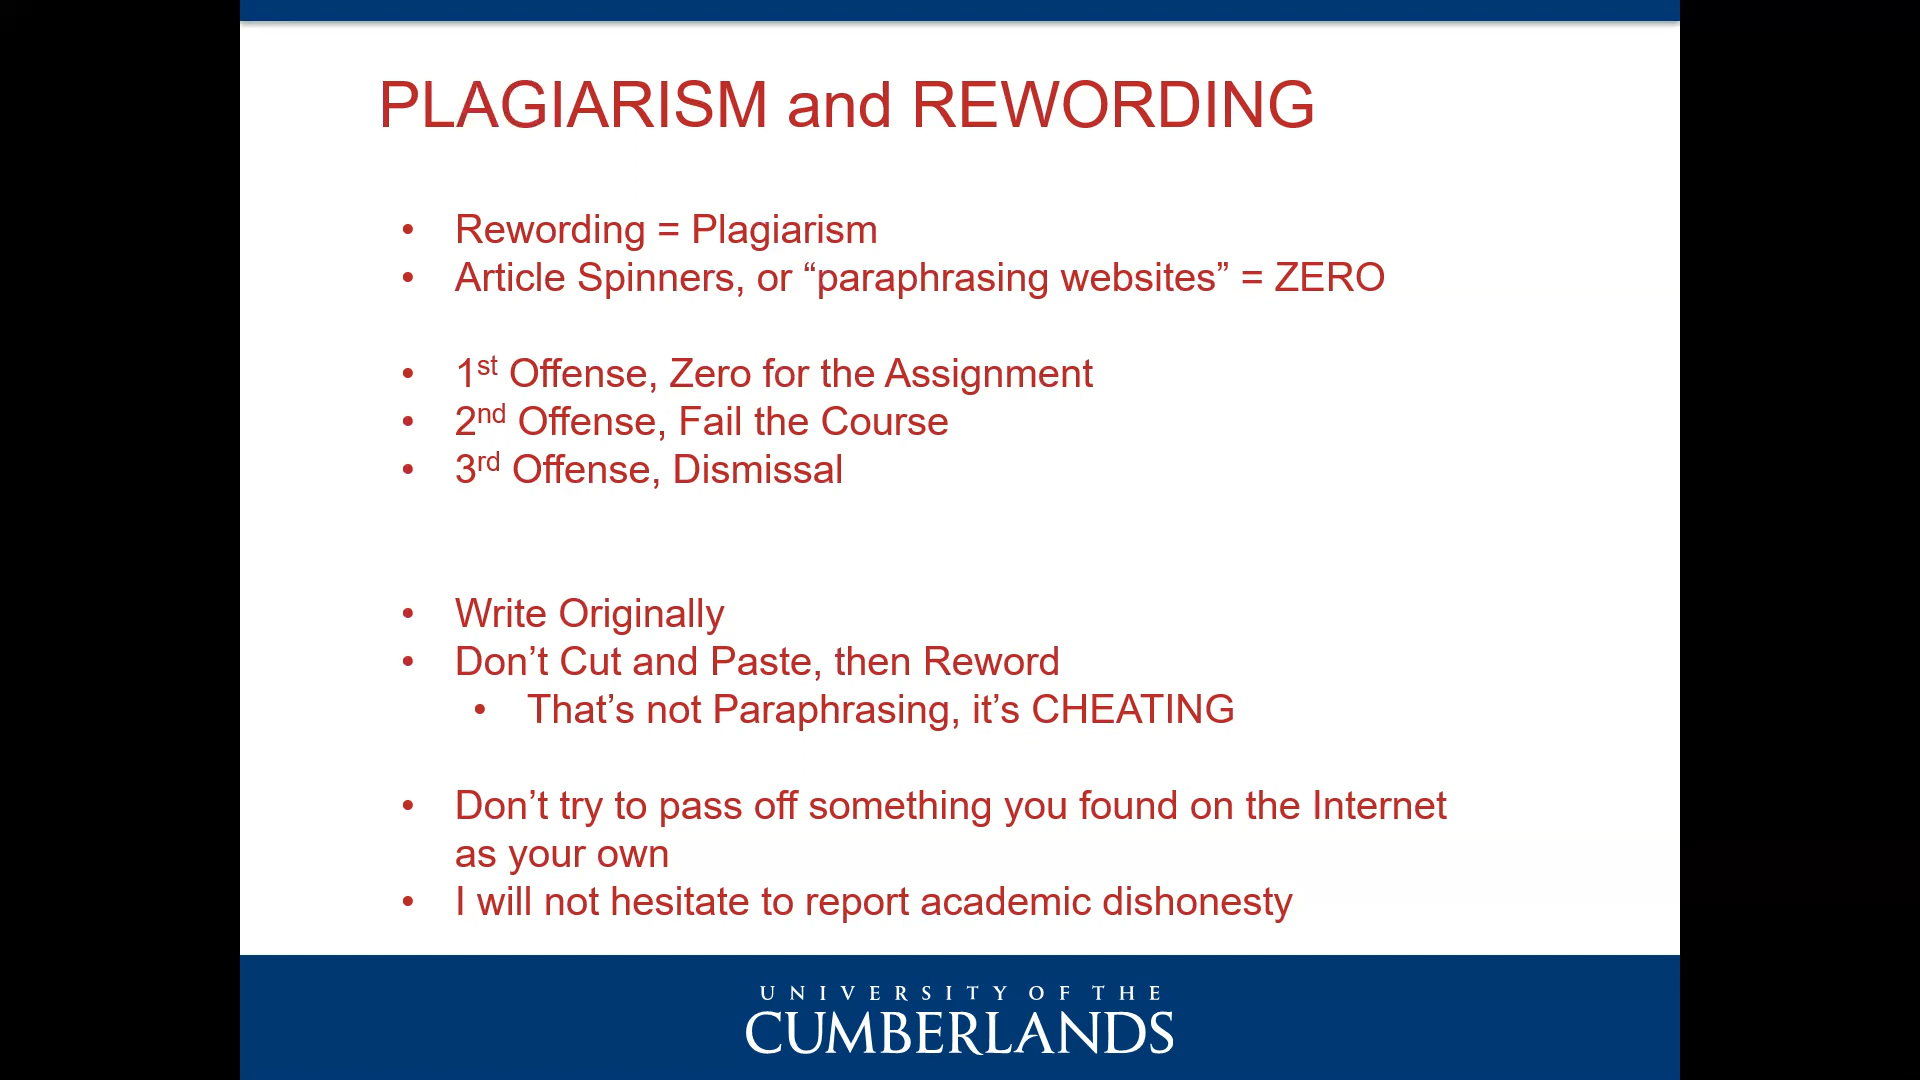 PLAGIARISM and REWORDING
• Rewording = Plagiarism
• Article Spinners, or “paraphrasing websites” = ZERO
• 1st Offense, Zero for the Assignment
• 2nd Offense, Fail the Course
• 3rd Offense, Dismissal
• Write Originally
• Don’t Cut and Paste, then Reword
• That’s not Paraphrasing, it’s CHEATING
• Don’t try to pass off something you found on the Internet
as your own
• I will not hesitate to report academic dishonesty
UNIVERSITY OF THE
CUMBERLANDS